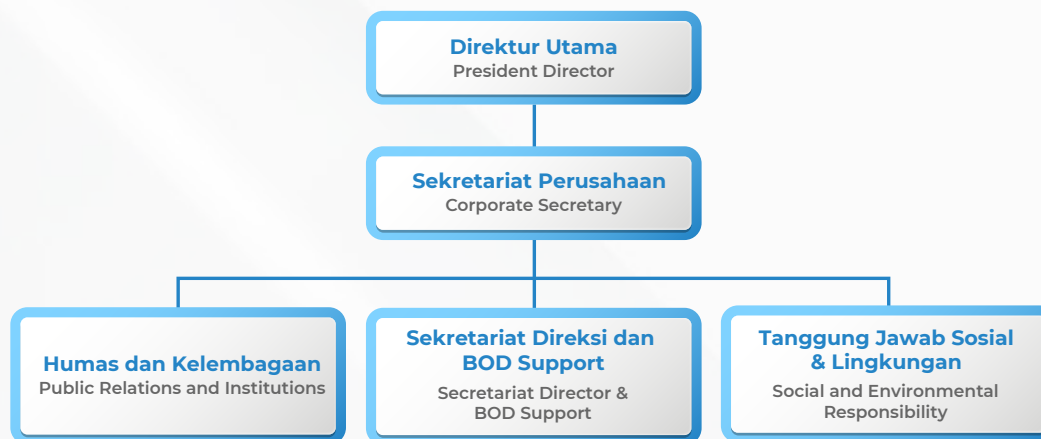 Direktur Utama
President Director
Sekretariat Perusahaan
Corporate Secretary
Humas dan Kelembagaan
Public Relations and Institutions
Sekretariat Direksi dan
BOD Support
Secretariat Director &
BOD Support
Tanggung Jawab Sosial
& Lingkungan
Social and Environmental
Responsibility